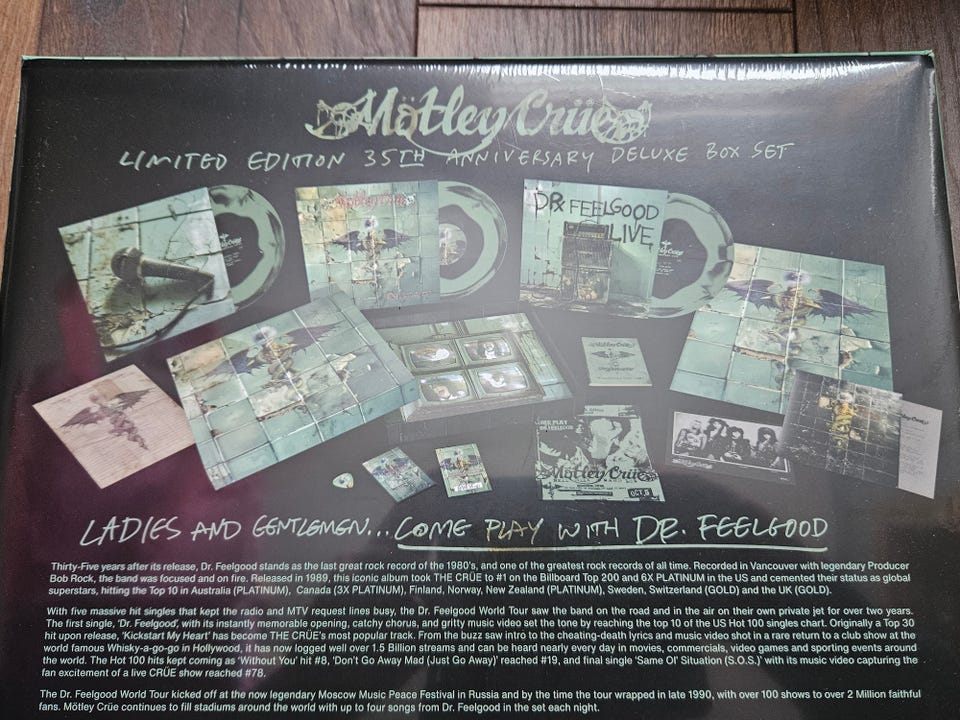 Mötley Crüe
LIMITED EDITION 35TH ANNIVERSARY DELUXE BOX SET
DR. FEELGOOD
LIVE
Mötley Crüe
OCT. 
LADIES AND GENTLEMEN...COME PLAY WITH DR. FEELGOOD
Thirty-Five years after its release, Dr. Feelgood stands as the last great rock record of the 1980's, and one of the greatest rock records of all time. Recorded in Vancouver with legendary Producer
Bob Rock, the band was focused and on fire. Released in 1989, this iconic album took THE CRÜE to #1 on the Billboard Top 200 and 6X PLATINUM in the US and cemented their status as global
superstars, hitting the Top 10 in Australia (PLATINUM), Canada (3X PLATINUM), Finland, Norway, New Zealand (PLATINUM), Sweden, Switzerland (GOLD) and the UK (GOLD).
With five massive hit singles that kept the radio and MTV request lines busy, the Dr. Feelgood World Tour saw the band on the road and in the air on their own private jet for over two years.
The first single, 'Dr. Feelgood', with its instantly memorable opening, catchy chorus, and gritty music video set the tone by reaching the top 10 of the US Hot 100 singles chart. Originally a Top 30
hit upon release, 'Kickstart My Heart' has become THE CRÜE's most popular track. From the buzz saw intro to the cheating-death lyrics and music video shot in a rare return to a club show at the
world famous Whisky-a-go-go in Hollywood, it has now logged well over 1.5 Billion streams and can be heard nearly every day in movies, commercials, video games and sporting events around
the world. The Hot 100 hits kept coming as 'Without You' hit #8, 'Don't Go Away Mad (Just Go Away)' reached #19, and final single 'Same Ol' Situation (S.O.S.)' with its music video capturing the
fan excitement of a live CRÜE show reached #78.
The Dr. Feelgood World Tour kicked off at the now legendary Moscow Music Peace Festival in Russia and by the time the tour wrapped in late 1990, with over 100 shows to over 2 Million faithful
fans. Mötley Crüe continues to fill stadiums around the world with up to four songs from Dr. Feelgood in the set each night.